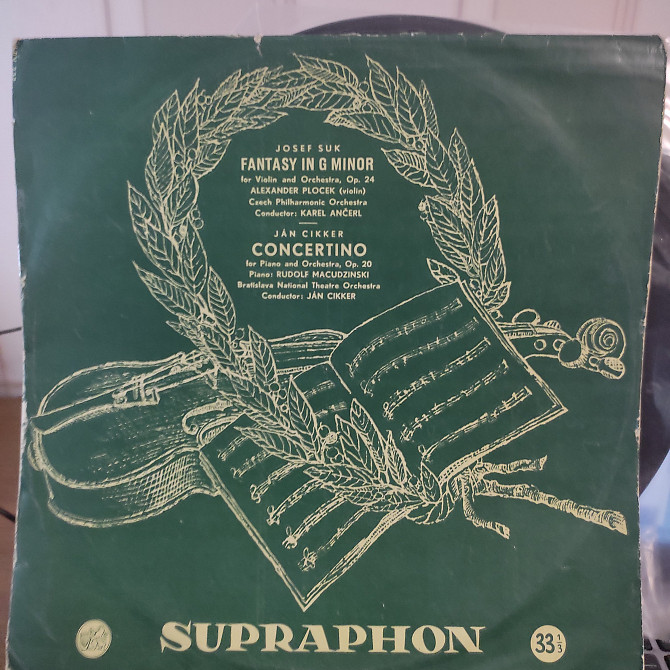 JOSEF SUK
FANTASY IN G MINOR
for Violin and Orchestra, Op. 24
ALEXANDER PLOCEK (violin)
Czech Philharmonic Orchestra
Conductor: KAREL ANČERL
JÁN CIKKER
CONCERTINO
for Piano and Orchestra, Op. 20
Piano: RUDOLF MACUDZINSKI
Bratislava National Theatre Orchestra
Conductor: JÁN CIKKER
SUPRAPHON
33 1/3